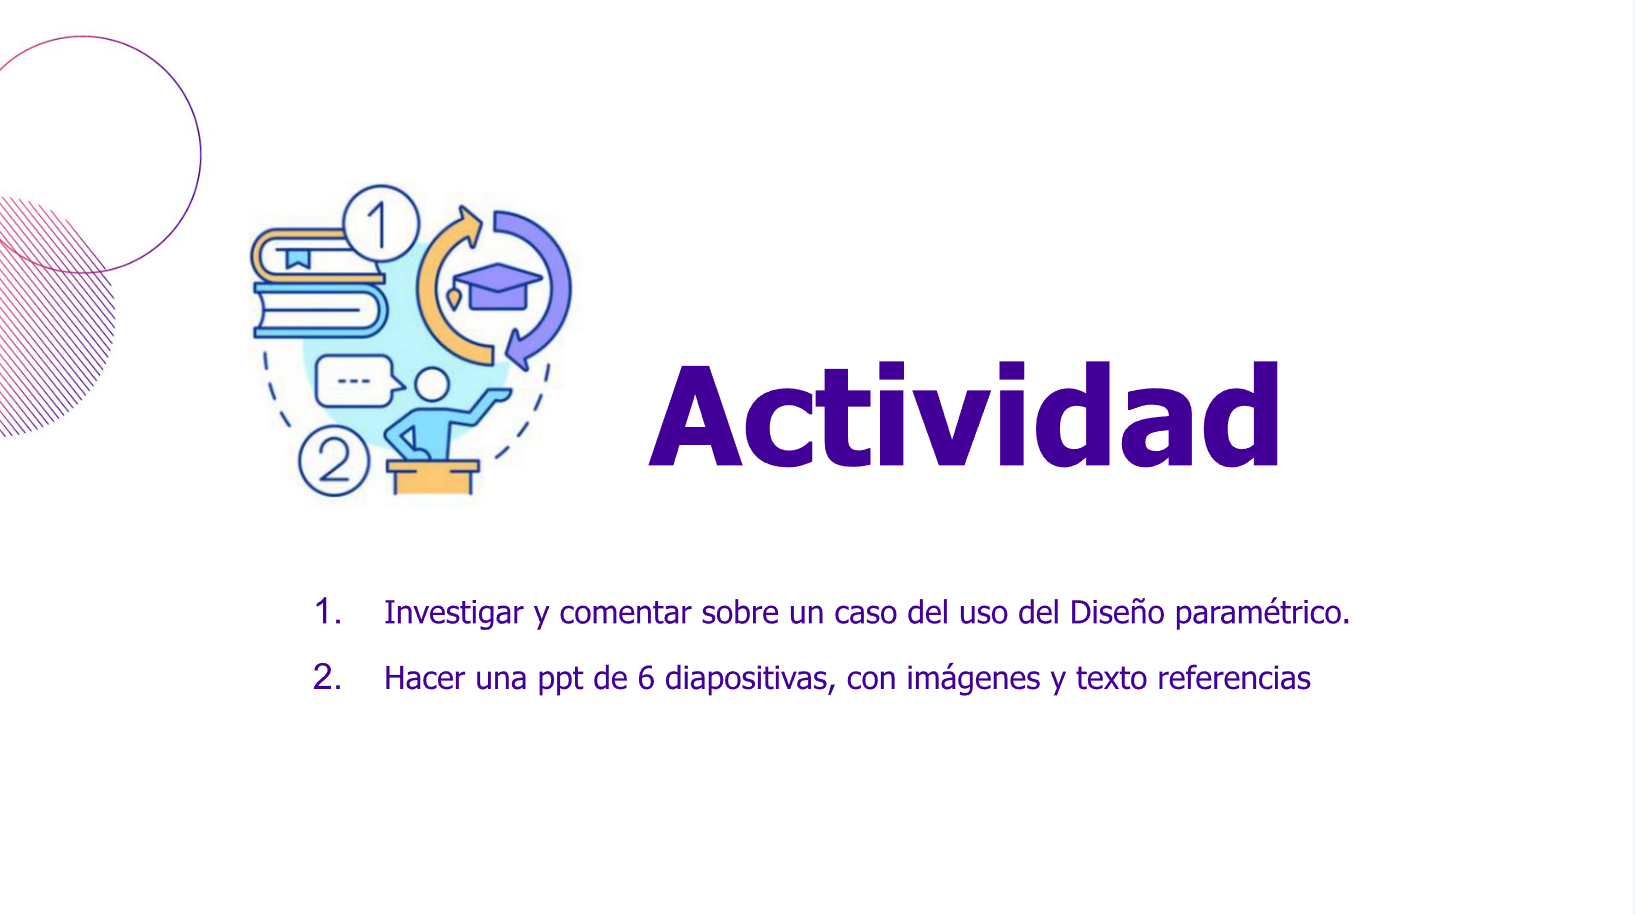 1
2
Actividad
1. Investigar y comentar sobre un caso del uso del Diseño paramétrico.
2. Hacer una ppt de 6 diapositivas, con imágenes y texto referencias